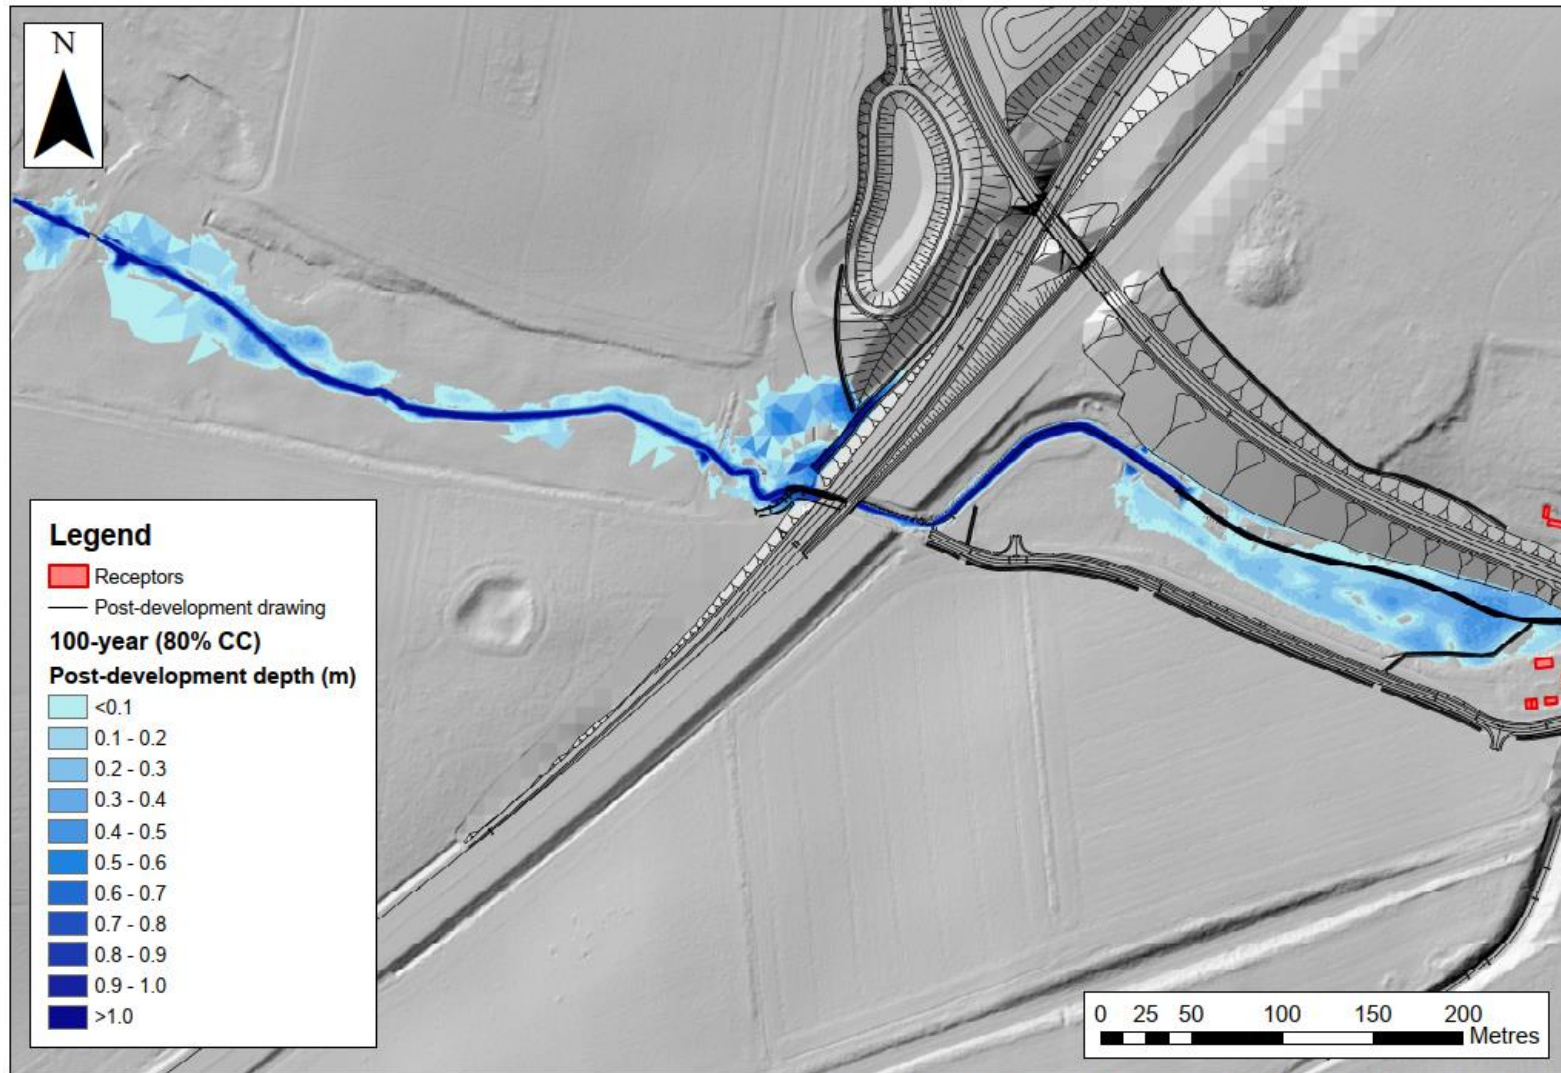 N
Legend
Receptors
Post-development drawing
100-year (80% CC)
Post-development depth (m)
<0.1
0.1 - 0.2
0.2 - 0.3
0.3 - 0.4
0.4 - 0.5
0.5 - 0.6
0.6 - 0.7
0.7 - 0.8
0.8 - 0.9
0.9 - 1.0
>1.0
0 25 50 100 150 200
Metres